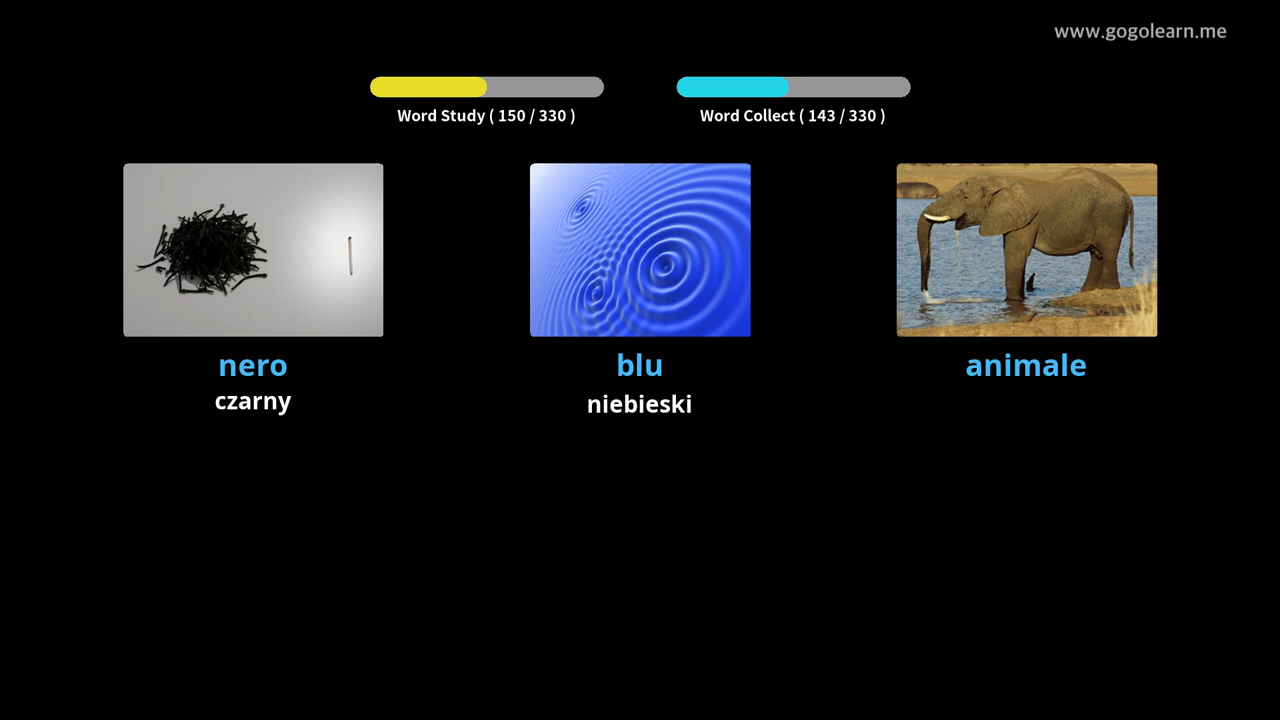 www.gogolearn.me
Word Study ( 150 / 330 )
Word Collect ( 143 / 330 )
nero
czarny
blu
niebieski
animale